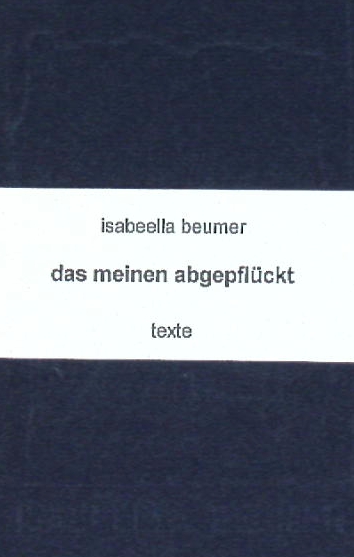 isabeella beumer
das meinen abgepflückt
texte